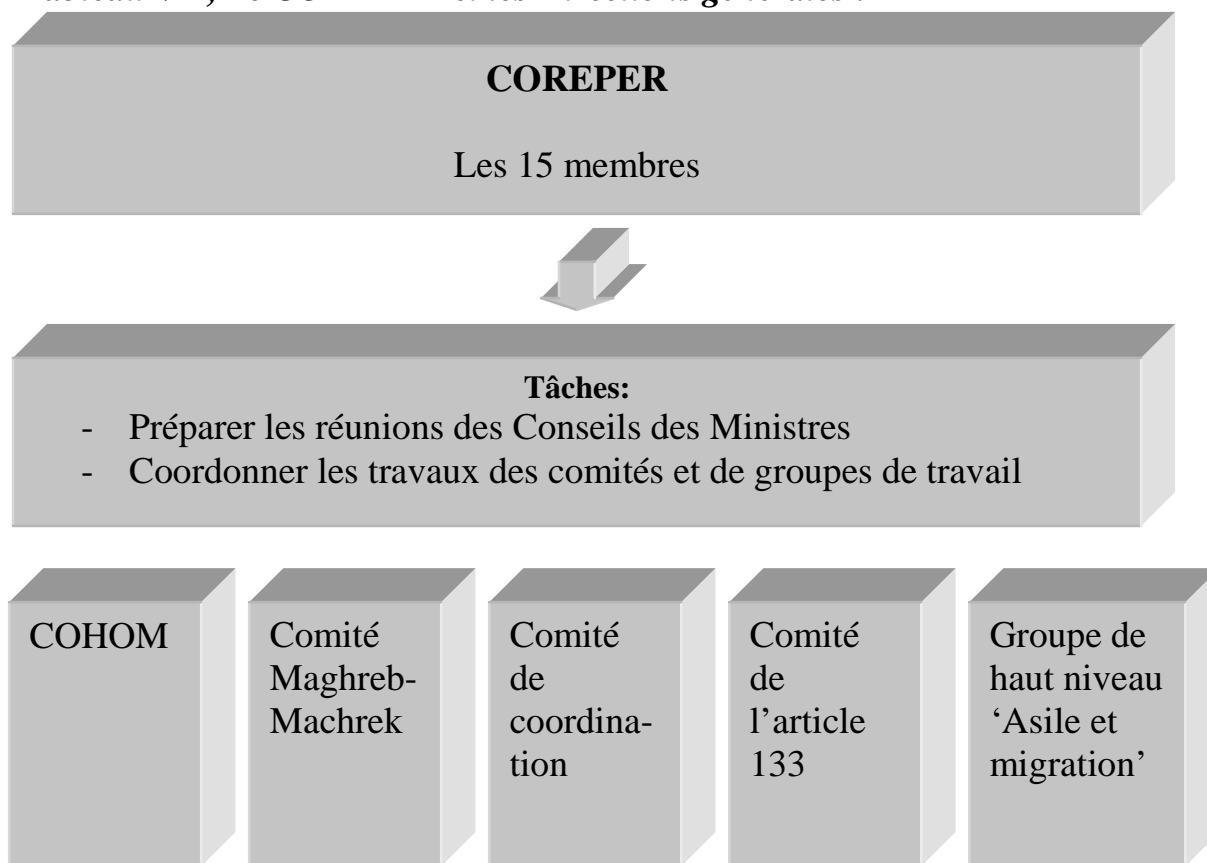 COREPER
Les 15 membres
Tâches:
- Préparer les réunions des Conseils des Ministres
- Coordonner les travaux des comités et de groupes de travail
COHOM
Comité
Maghreb-
Machrek
Comité
de
coordina-
tion
Comité
de
l’article
133
Groupe de
haut niveau
‘Asile et
migration’